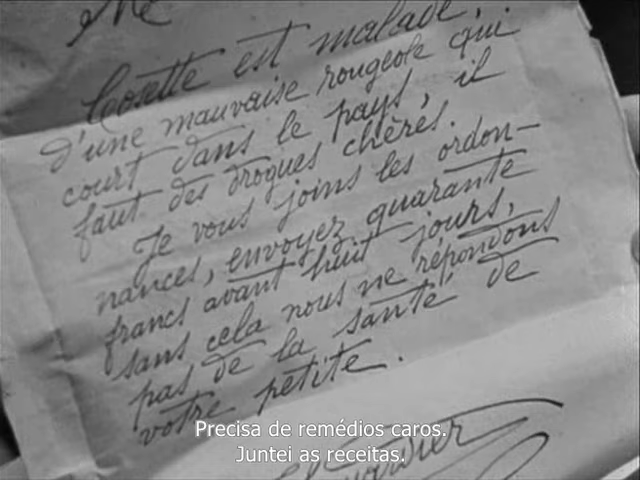 Cosette est malade,
d'une mauvaise rougeole qui
court dans le pays, il
faut des drogues chères.
Je vous joins les ordon-
nances, envoyez quarante
francs avant huit jours,
sans cela nous ne répondons
pas de la santé de
votre petite.
Precisa de remédios caros.
Juntei as receitas.